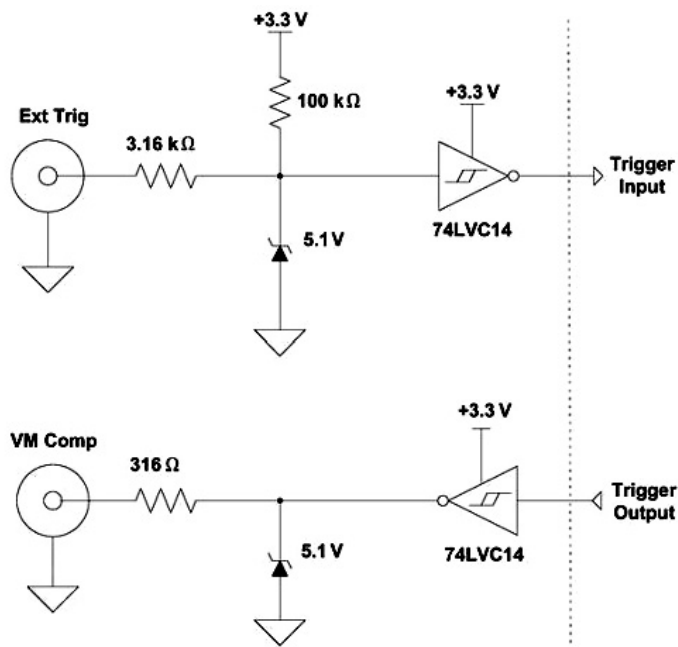 +3.3 V
100 kΩ
Ext Trig
3.16 kΩ
+3.3 V
Trigger
Input
74LVC14
5.1 V
+3.3 V
VM Comp
316 Ω
Trigger
Output
5.1 V
74LVC14